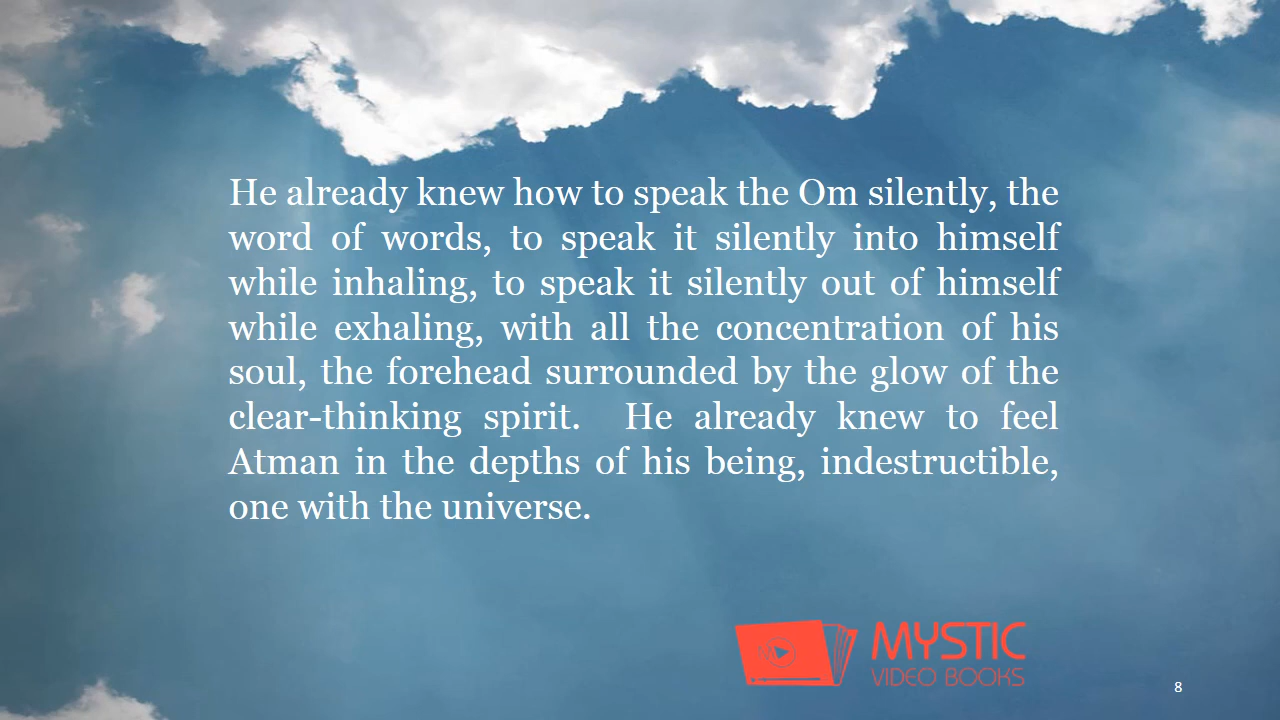 He already knew how to speak the Om silently, the
word of words, to speak it silently into himself
while inhaling, to speak it silently out of himself
while exhaling, with all the concentration of his
soul, the forehead surrounded by the glow of the
clear-thinking spirit.  He already knew to feel
Atman in the depths of his being, indestructible,
one with the universe.
MYSTIC
VIDEO BOOKS
8